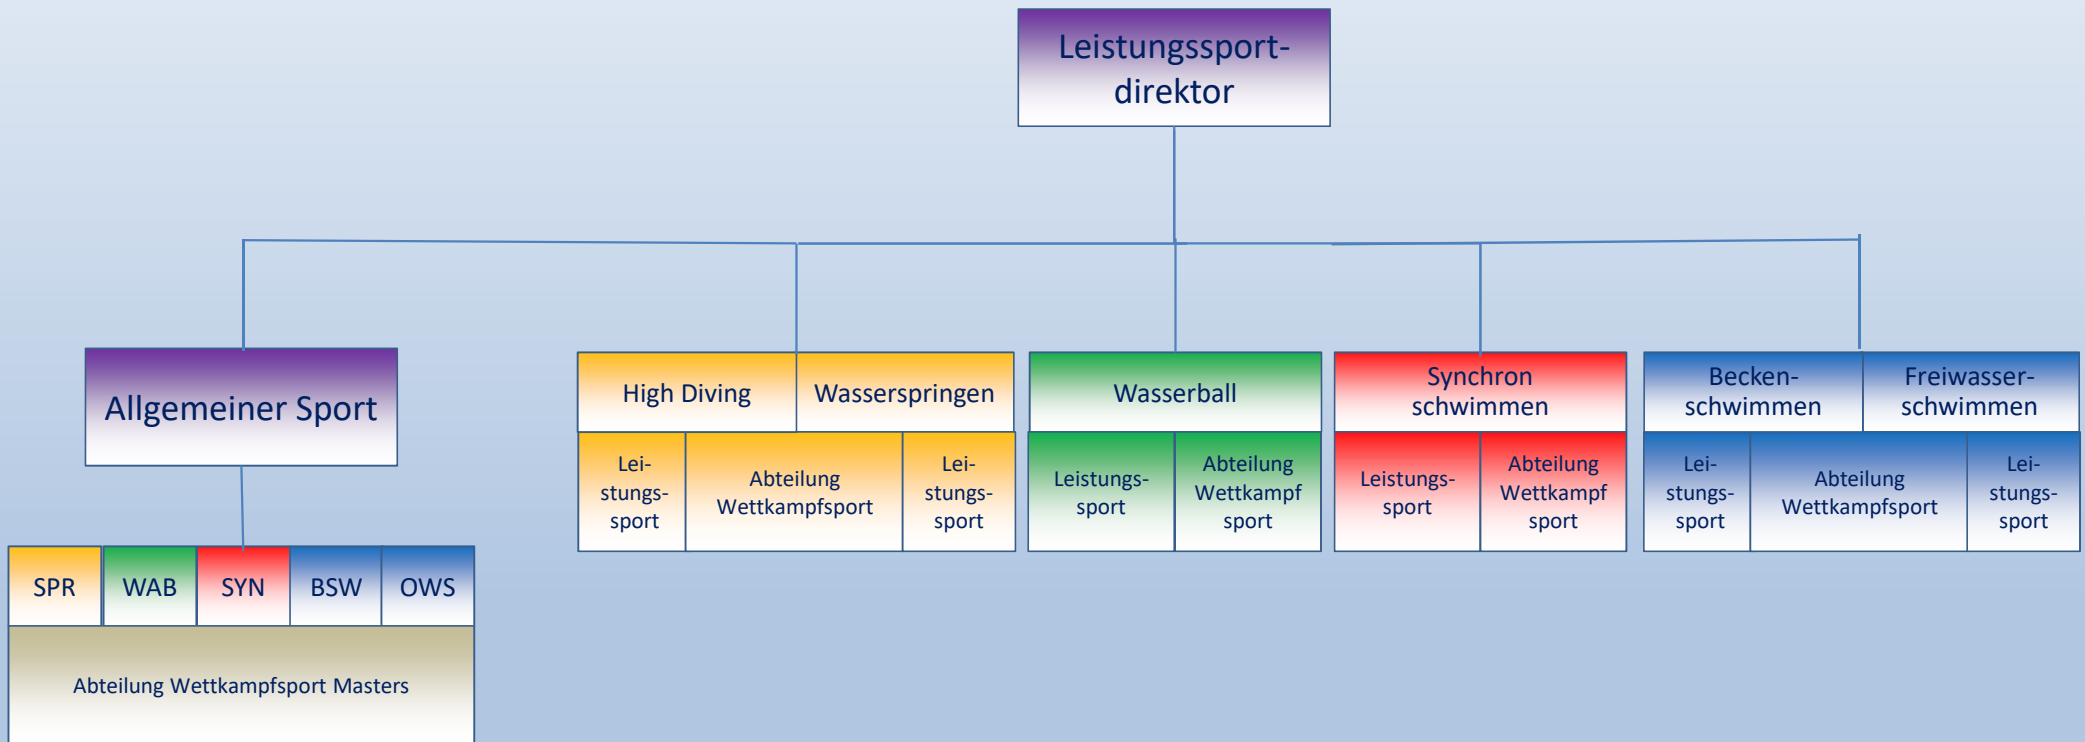 Leistungssport-
direktor
Allgemeiner Sport
High Diving
Wasserspringen
Wasserball
Synchron
schwimmen
Becken-
schwimmen
Freiwasser-
schwimmen
Lei-
stungs-
sport
Abteilung
Wettkampfsport
Lei-
stungs-
sport
Leistungs-
sport
Abteilung
Wettkampf
sport
Leistungs-
sport
Abteilung
Wettkampf
sport
Lei-
stungs-
sport
Abteilung
Wettkampfsport
Lei-
stungs-
sport
SPR
WAB
SYN
BSW
OWS
Abteilung Wettkampfsport Masters